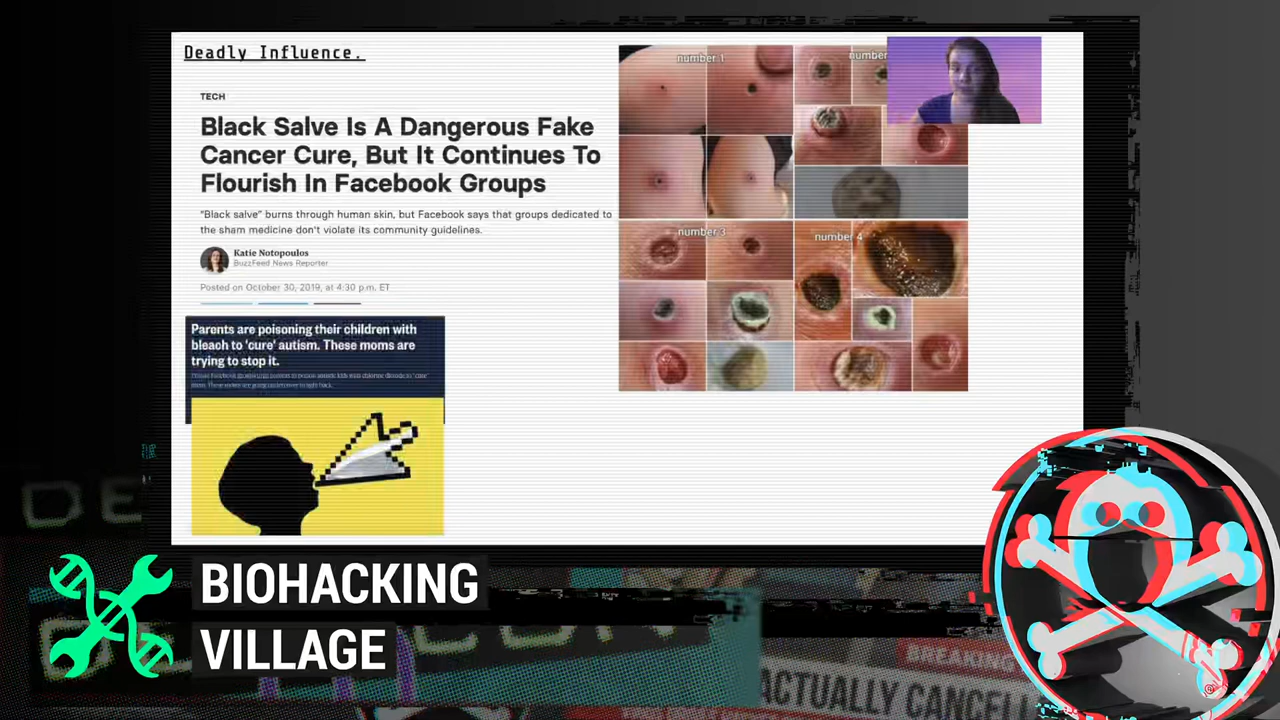 Deadly Influence.
TECH
Black Salve Is A Dangerous Fake
Cancer Cure, But It Continues To
Flourish In Facebook Groups
"Black salve" burns through human skin, but Facebook says that groups dedicated to
the sham medicine don't violate its community guidelines.
Katie Notopoulos
BuzzFeed News Reporter
Posted on October 30, 2019, at 4:30 p.m. ET
number 1
number
number 3
number 4
Parents are poisoning their children with
bleach to 'cure' autism. These moms are
trying to stop it.
BIOHACKING
VILLAGE
DE
BREAKIN
ACTUALLY CANCELL